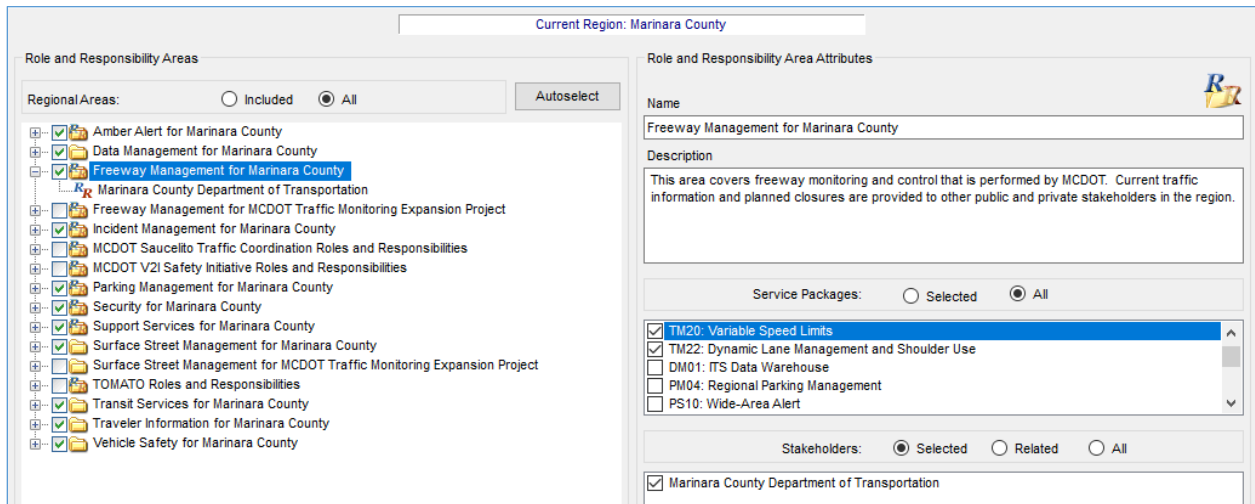 Current Region: Marinara County
Role and Responsibility Areas
Regional Areas:
Included
All
Autoselect
Amber Alert for Marinara County
Data Management for Marinara County
Freeway Management for Marinara County
RR Marinara County Department of Transportation
Freeway Management for MCDOT Traffic Monitoring Expansion Project
Incident Management for Marinara County
MCDOT Saucelito Traffic Coordination Roles and Responsibilities
MCDOT V2I Safety Initiative Roles and Responsibilities
Parking Management for Marinara County
Security for Marinara County
Support Services for Marinara County
Surface Street Management for Marinara County
Surface Street Management for MCDOT Traffic Monitoring Expansion Project
TOMATO Roles and Responsibilities
Transit Services for Marinara County
Traveler Information for Marinara County
Vehicle Safety for Marinara County
Role and Responsibility Area Attributes
RR
Name
Freeway Management for Marinara County
Description
This area covers freeway monitoring and control that is performed by MCDOT. Current traffic
information and planned closures are provided to other public and private stakeholders in the region.
Service Packages:
Selected
All
TM20: Variable Speed Limits
TM22: Dynamic Lane Management and Shoulder Use
DM01: ITS Data Warehouse
PM04: Regional Parking Management
PS10: Wide-Area Alert
Stakeholders:
Selected
Related
All
Marinara County Department of Transportation